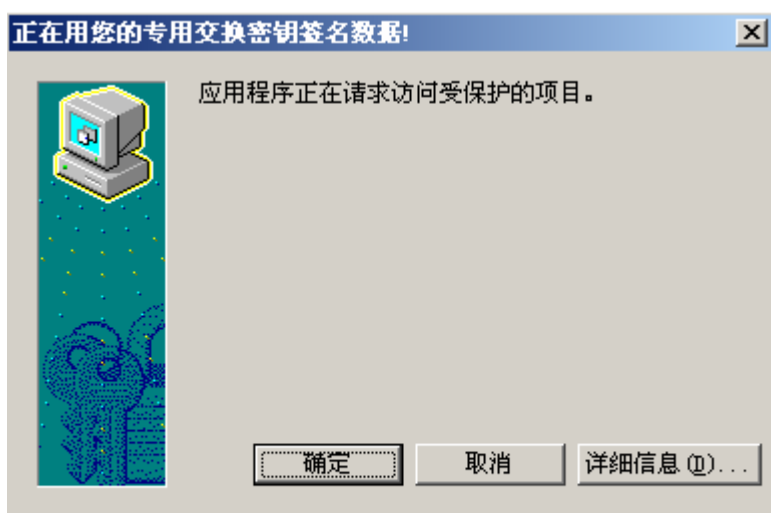 正在用您的专用交换密钥签名数据!
应用程序正在请求访问受保护的项目。
确定
取消
详细信息(D)...